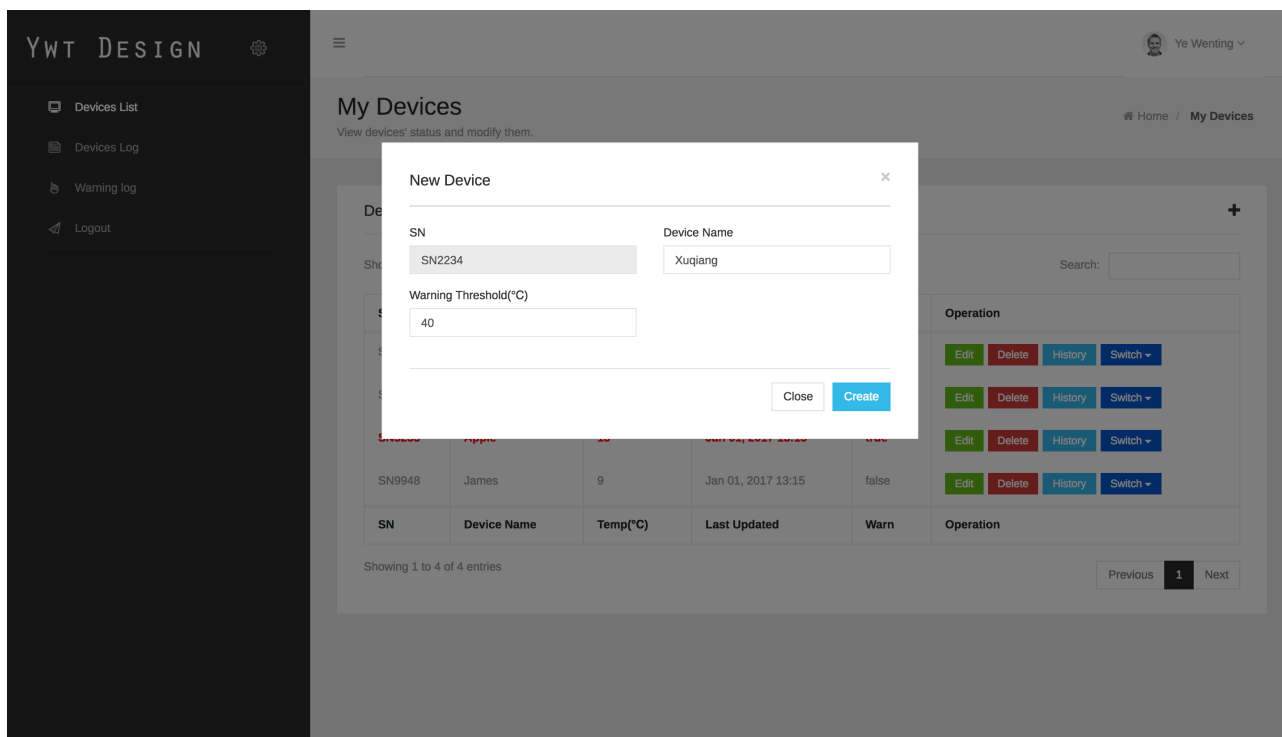 YWT DESIGN
Ye Wenting
Devices List
Devices Log
Warning log
Logout
My Devices
View devices' status and modify them.
Home / My Devices
New Device
×
SN
Device Name
SN2234
Xuqiang
Warning Threshold(°C)
40
Close
Create
Search:
Operation
Edit Delete History Switch
Edit Delete History Switch
Edit Delete History Switch
SN9948 James 9 Jan 01, 2017 13:15 false Edit Delete History Switch
SN Device Name Temp(°C) Last Updated Warn Operation
Showing 1 to 4 of 4 entries
Previous 1 Next